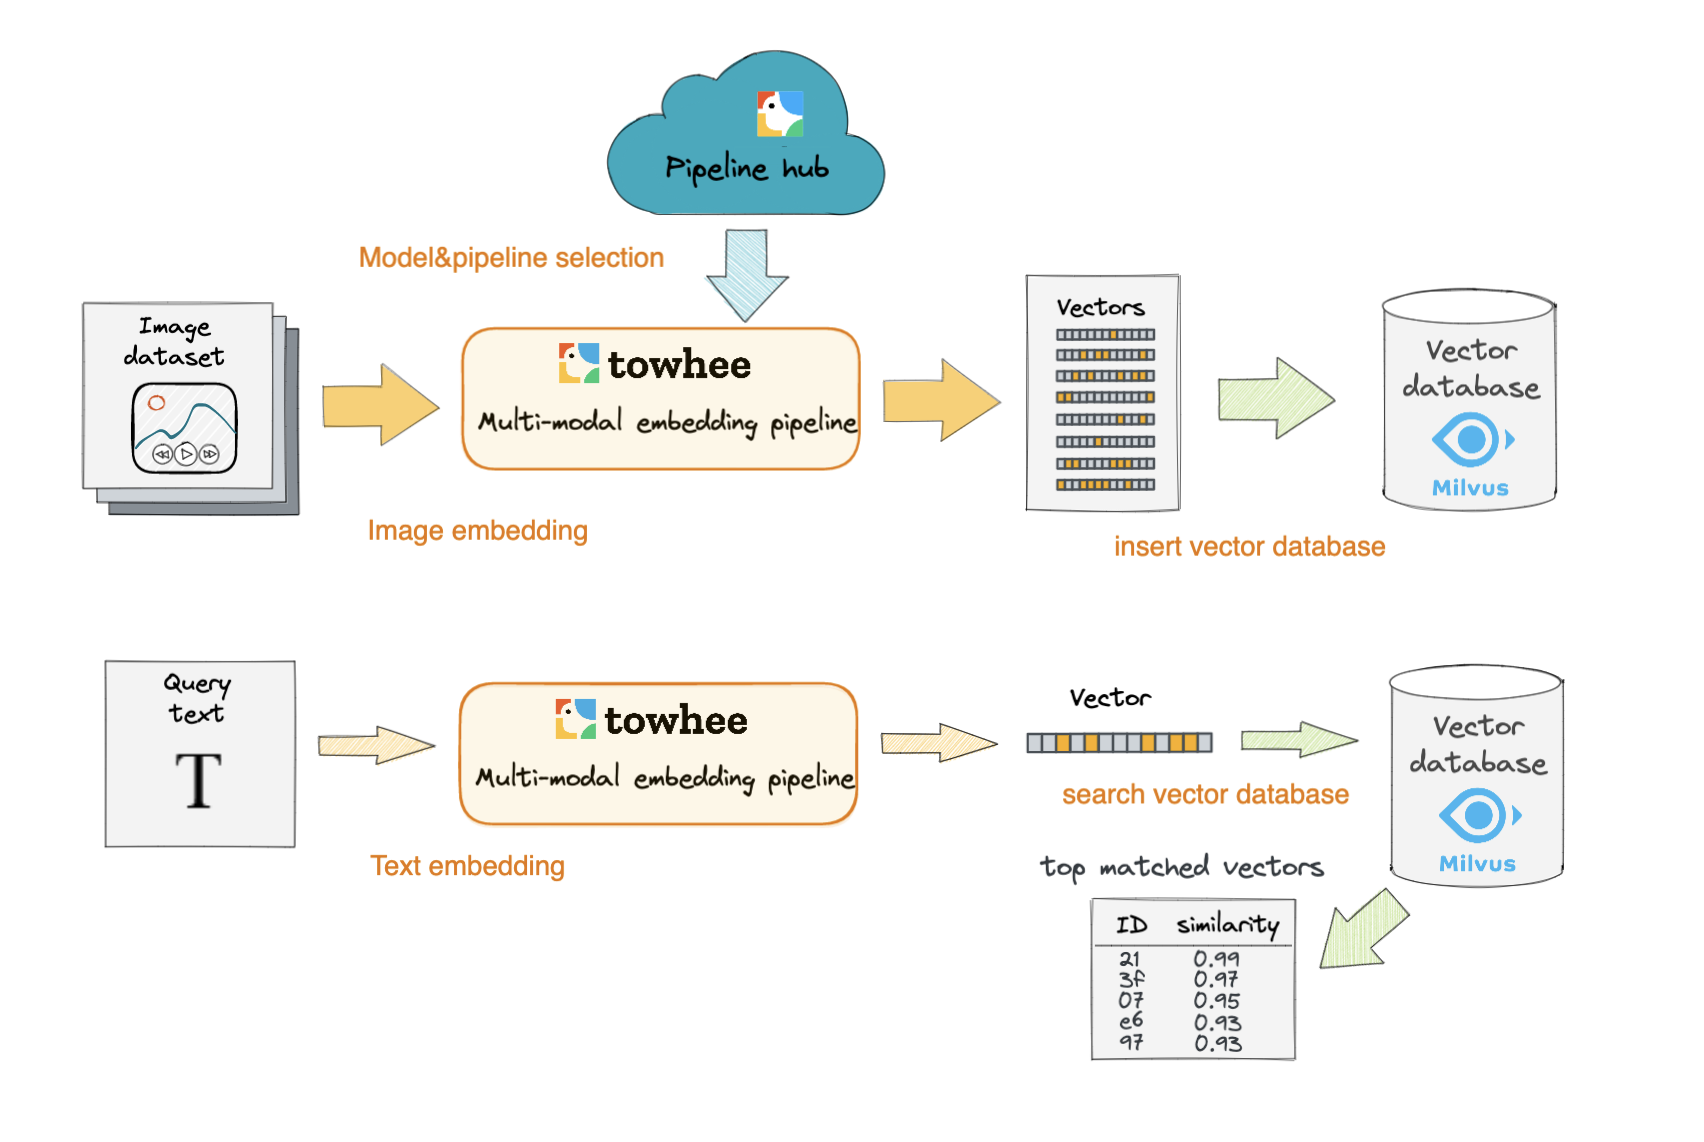 Pipeline hub
Model&pipeline selection
Image
dataset
towhee
Multi-modal embedding pipeline
Vectors
Vector
database
Milvus
Image embedding
insert vector database
Query
text
T
towhee
Multi-modal embedding pipeline
Vector
Vector
database
Milvus
search vector database
Text embedding
top matched vectors
ID similarity
21 0.99
3f 0.97
07 0.95
e6 0.93
97 0.93